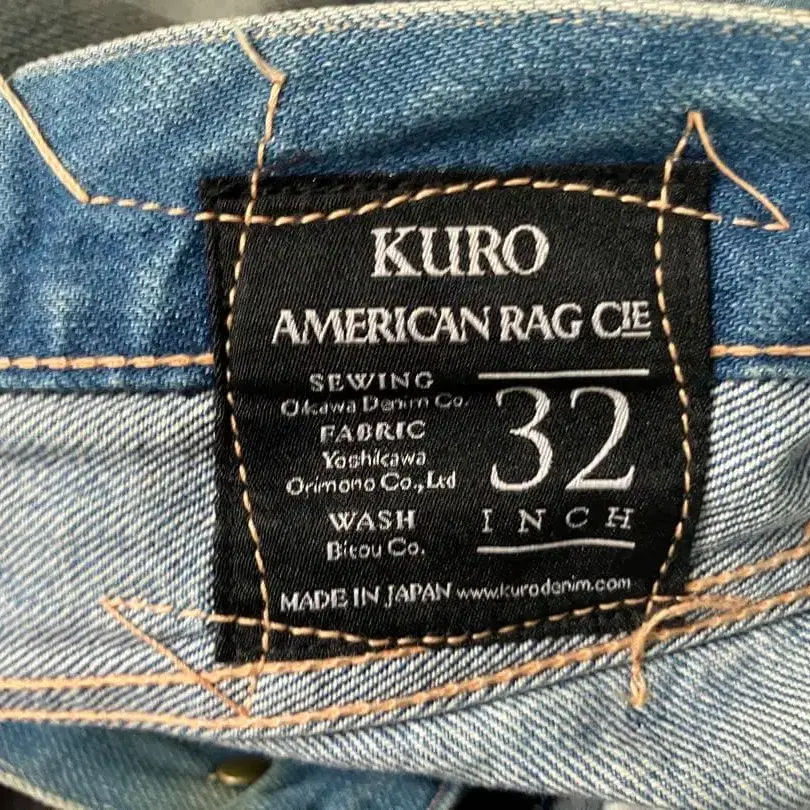 KURO
AMERICAN RAG CIE
SEWING
Oikawa Denim Co.
FABRIC
Yoshikawa
Orimono Co., Ltd
WASH
Bitou Co.
32
INCH
MADE IN JAPAN www.kurodenim.com